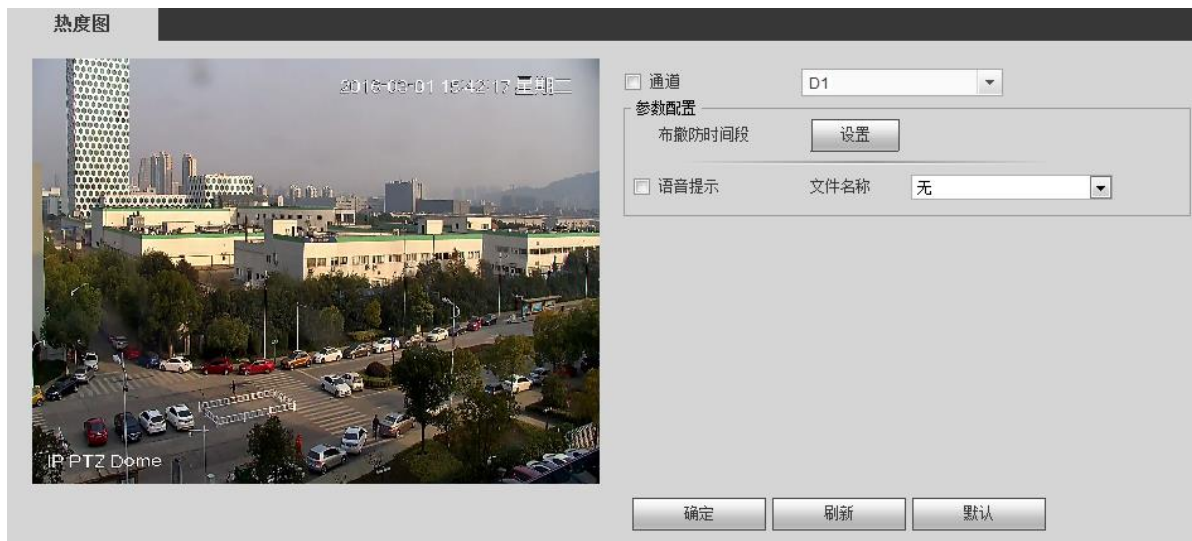 热度图
2016-03-01 15:42:17 星期二
IP PTZ Dome
通道 D1
参数配置
布撤防时间段 设置
语音提示 文件名称 无
确定 刷新 默认